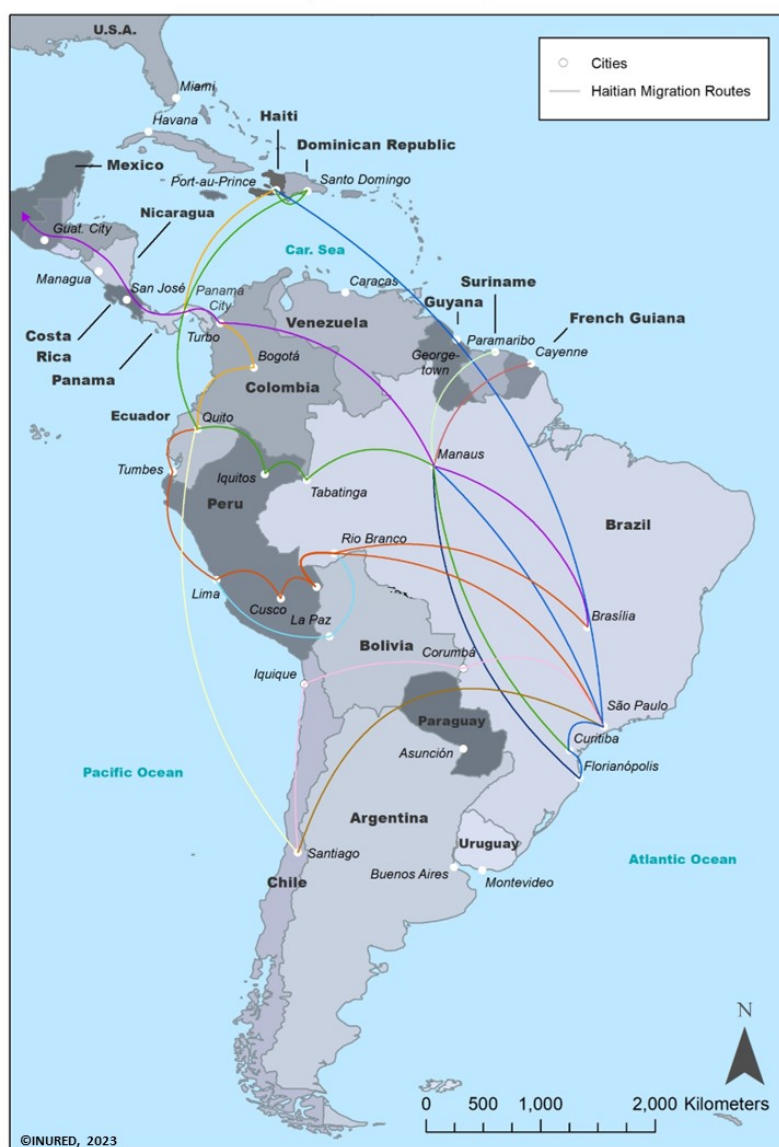 U.S.A.
Cities
Haitian Migration Routes
Miami
Havana
Haiti
Dominican Republic
Mexico
Port-au-Prince
Santo Domingo
Nicaragua
Guat. City
Car. Sea
Managua
San José
Panama
City
Caracas
Suriname
Guyana
Costa
Rica
Turbo
Venezuela
Paramaribo
French Guiana
Panama
Bogotá
George-
town
Cayenne
Colombia
Ecuador
Quito
Manaus
Tumbes
Iquitos
Tabatinga
Peru
Brazil
Rio Branco
Lima
Cusco
La Paz
Brasília
Bolivia
Corumbá
Iquique
São Paulo
Paraguay
Curitiba
Asunción
Florianópolis
Pacific Ocean
Argentina
Santiago
Uruguay
Atlantic Ocean
Chile
Buenos Aires
Montevideo
N
0 500 1,000 2,000 Kilometers
©INURED, 2023